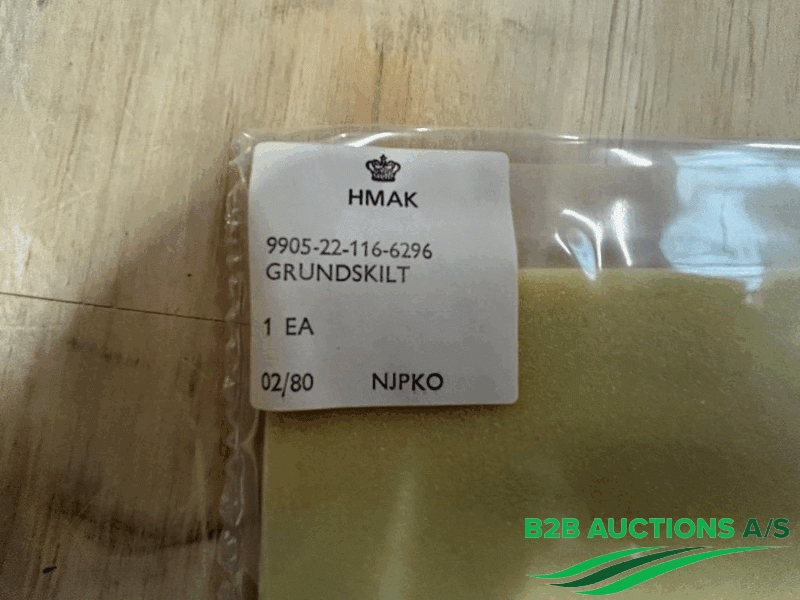 HMAK
9905-22-116-6296
GRUNDSKILT
1 EA
02/80 NJPKO
B2B AUCTIONS A/S